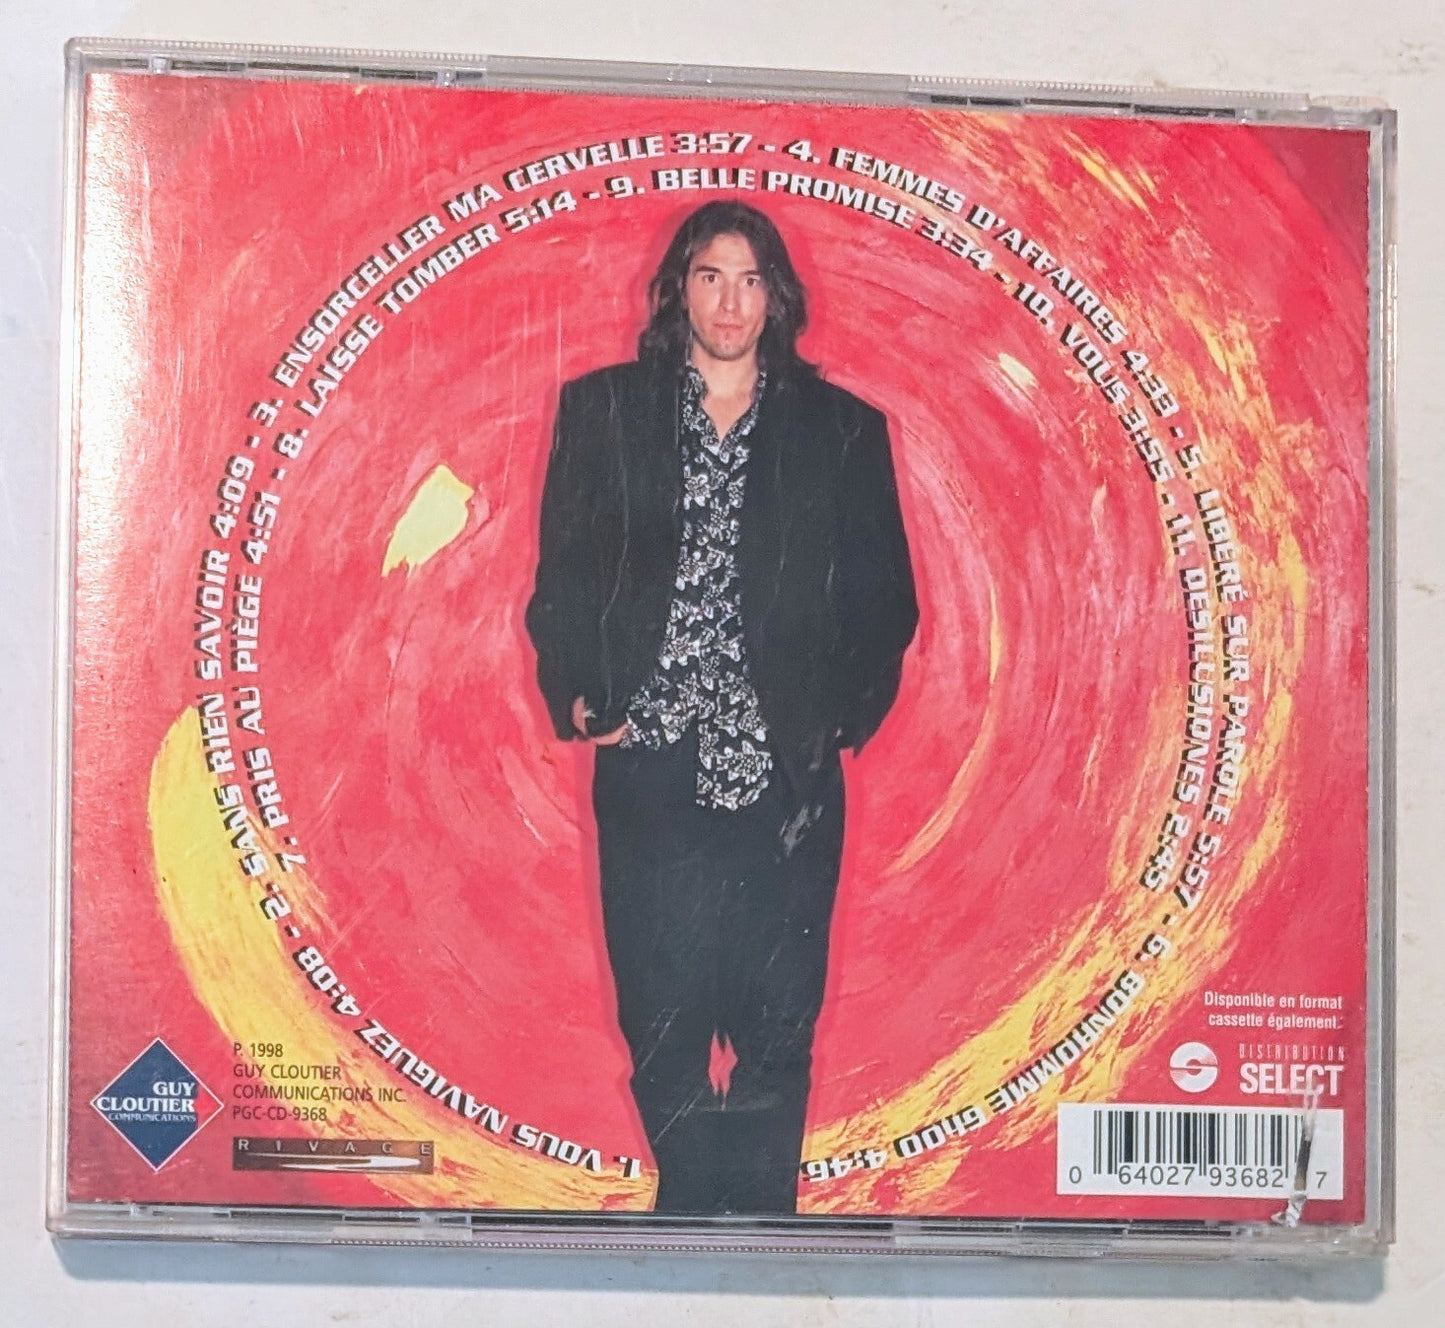 1. VOUS NAVIGUEZ 4:08 - 2. SANS RIEN SAVOIR 4:09 - 3. ENSORCELLER MA CERVELLE 3:57 - 4. FEMMES D'AFFAIRES 4:33 - 5. LIBERÉ SUR PAROLE 5:57 - 6. BONHOMMIE 6h00 4:46
7. PRIS AU PIÈGE 4:51 - 8. LAISSE TOMBER 5:14 - 9. BELLE PROMISE 3:34 - 10. VOUS 3:55 - 11. DESILLUSIONES 2:45
GUY
CLOUTIER
COMMUNICATIONS
P. 1998
GUY CLOUTIER
COMMUNICATIONS INC.
PGC-CD-9368
RIVAGE
Disponible en format
cassette également.
DISTRIBUTION
SELECT
0 64027 93682 7